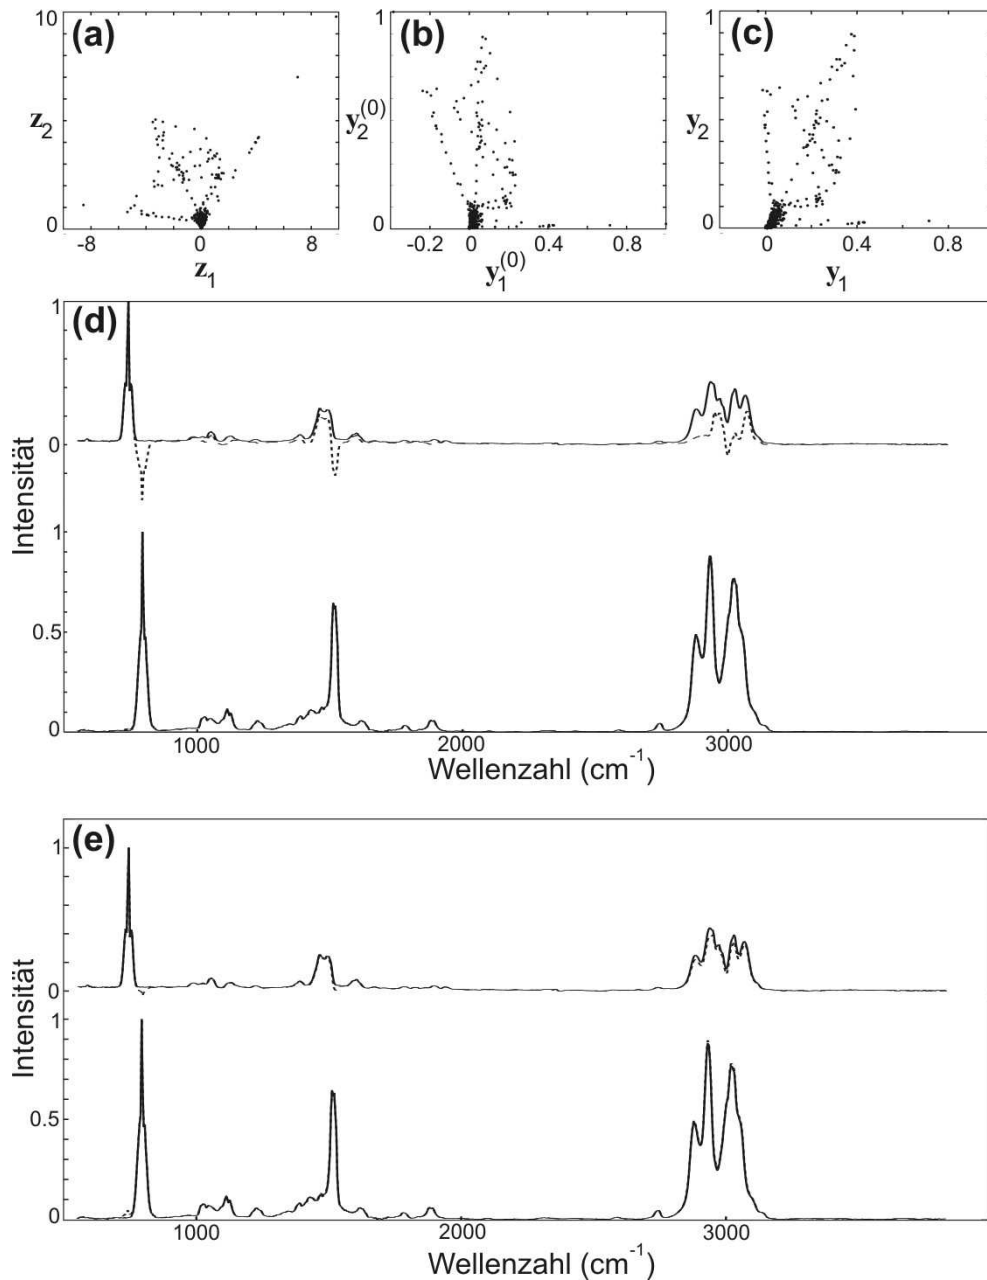 (a)
10
z2
0
-8
0
8
z1
(b)
1
y2(0)
0
-0.2
0
0.4
0.8
y1(0)
(c)
1
y2
0
0
0.4
0.8
y1
(d)
1
0
1
0.5
0
Intensität
1000
2000
3000
Wellenzahl (cm-1)
(e)
1
0
1
0.5
0
Intensität
1000
2000
3000
Wellenzahl (cm-1)